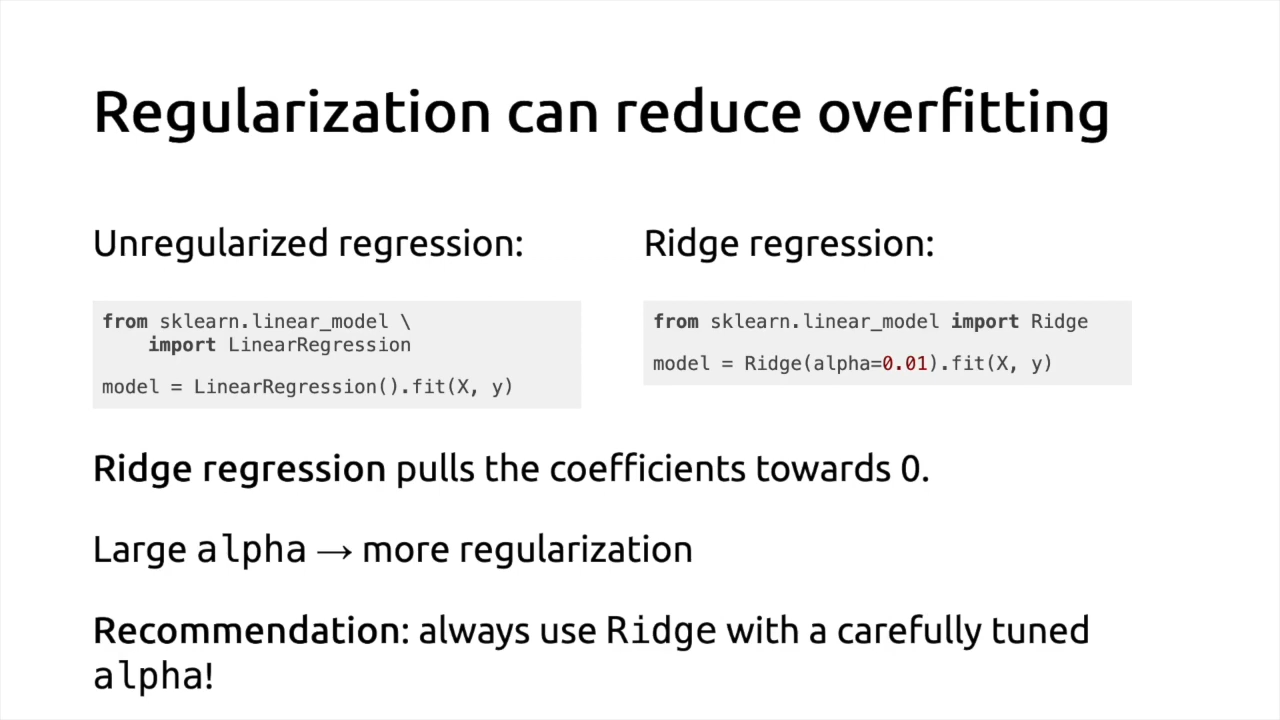 Regularization can reduce overfitting
Unregularized regression:
from sklearn.linear_model \
    import LinearRegression
model = LinearRegression().fit(X, y)
Ridge regression:
from sklearn.linear_model import Ridge
model = Ridge(alpha=0.01).fit(X, y)
Ridge regression pulls the coefficients towards 0.
Large alpha → more regularization
Recommendation: always use Ridge with a carefully tuned
alpha!